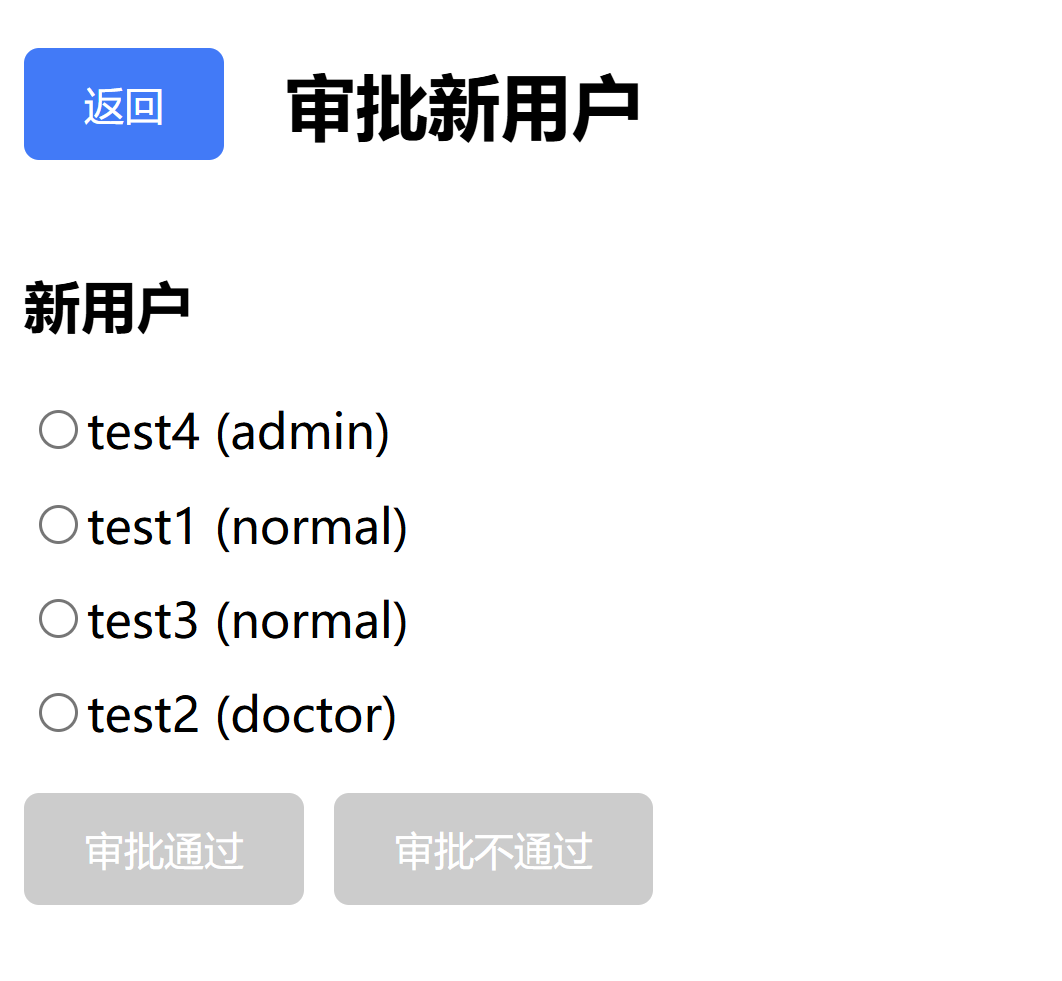 返回 审批新用户
新用户
test4 (admin)
test1 (normal)
test3 (normal)
test2 (doctor)
审批通过 审批不通过